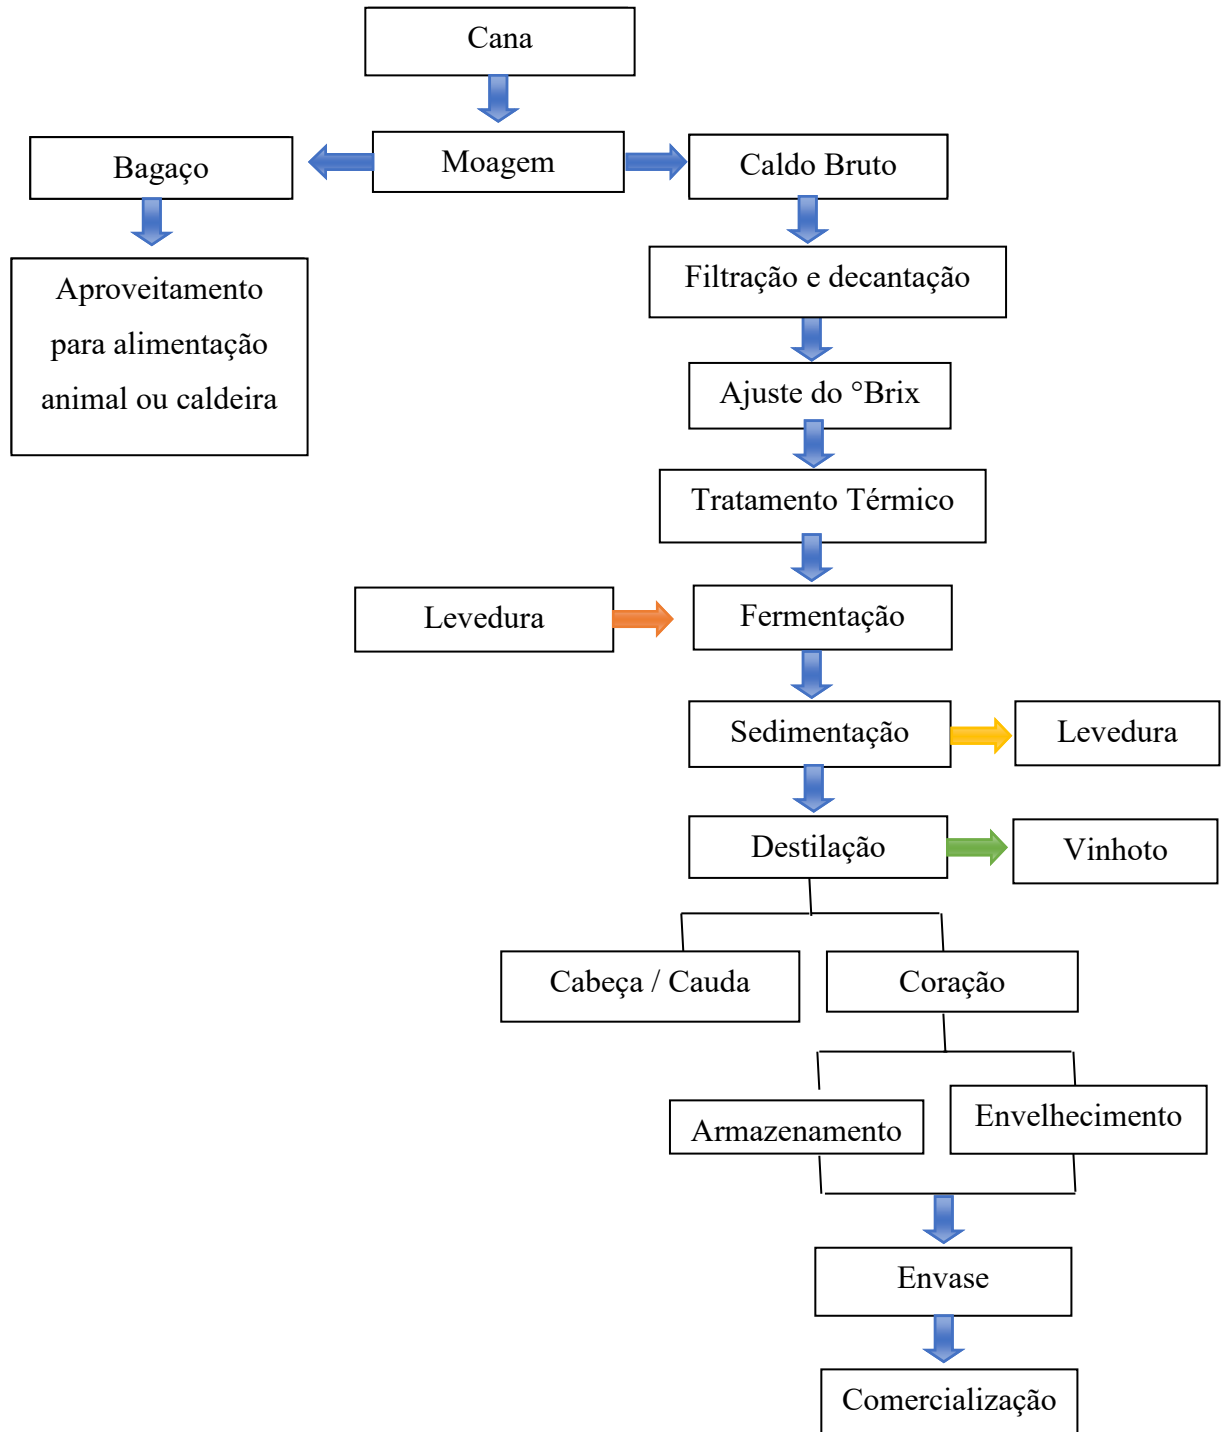 Cana
Bagaço
Moagem
Caldo Bruto
Aproveitamento
para alimentação
animal ou caldeira
Filtração e decantação
Ajuste do °Brix
Tratamento Térmico
Levedura
Fermentação
Sedimentação
Levedura
Destilação
Vinhoto
Cabeça / Cauda
Coração
Armazenamento
Envelhecimento
Envase
Comercialização